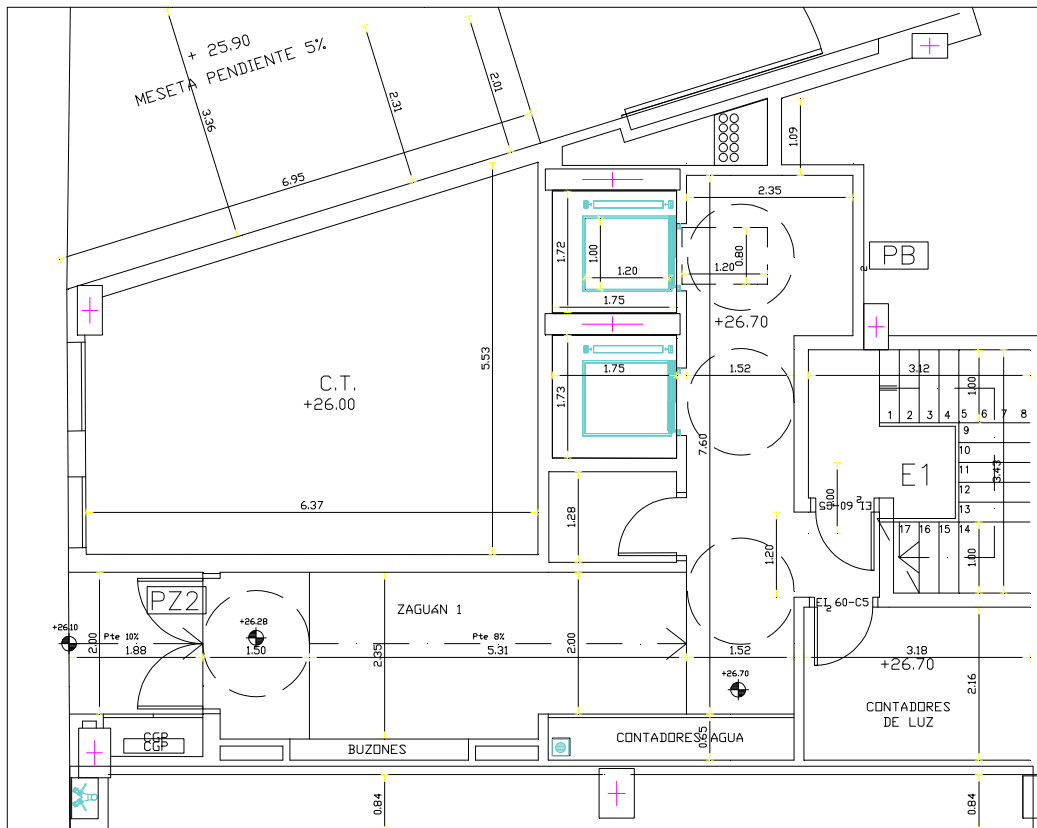 + 25.90
MESETA PENDIENTE 5%
3.36
2.31
2.01
6.95
1.09
2.35
1.72
1.00
1.20
1.20
0.80
1.75
PB
2
+26.70
5.53
C.T.
+26.00
1.75
1.52
3.12
1.73
1.00
1 2 3 4 5 6 7 8
9
10
11
12
13
17 16 15 14
3.43
7.60
E1
6.37
1.28
1.00
EI 60-C5
2
1.20
1.00
PZ2
ZAGUÁN 1
EI 60-C5
2
+26.10
+26.28
Pte 10%
Pte 8%
2.00
1.88
1.50
2.35
5.31
2.00
1.52
3.18
+26.70
+26.70
2.16
CONTADORES
DE LUZ
CGP
CGP
BUZONES
CONTADORES AGUA
0.65
0.84
0.84